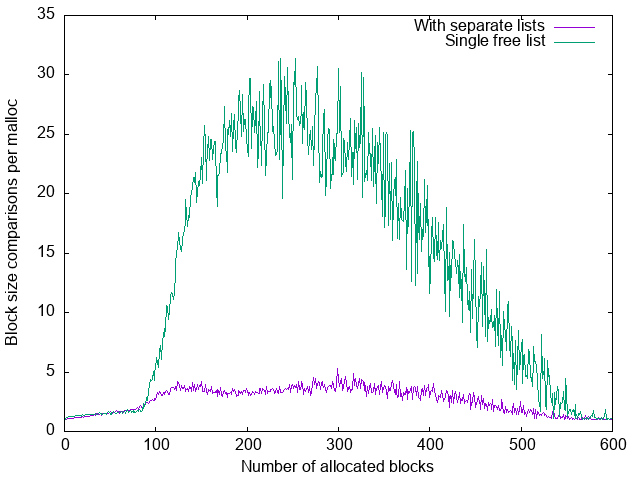 35
30
25
20
15
10
5
0
0 100 200 300 400 500 600
Block size comparisons per malloc
Number of allocated blocks
With separate lists
Single free list